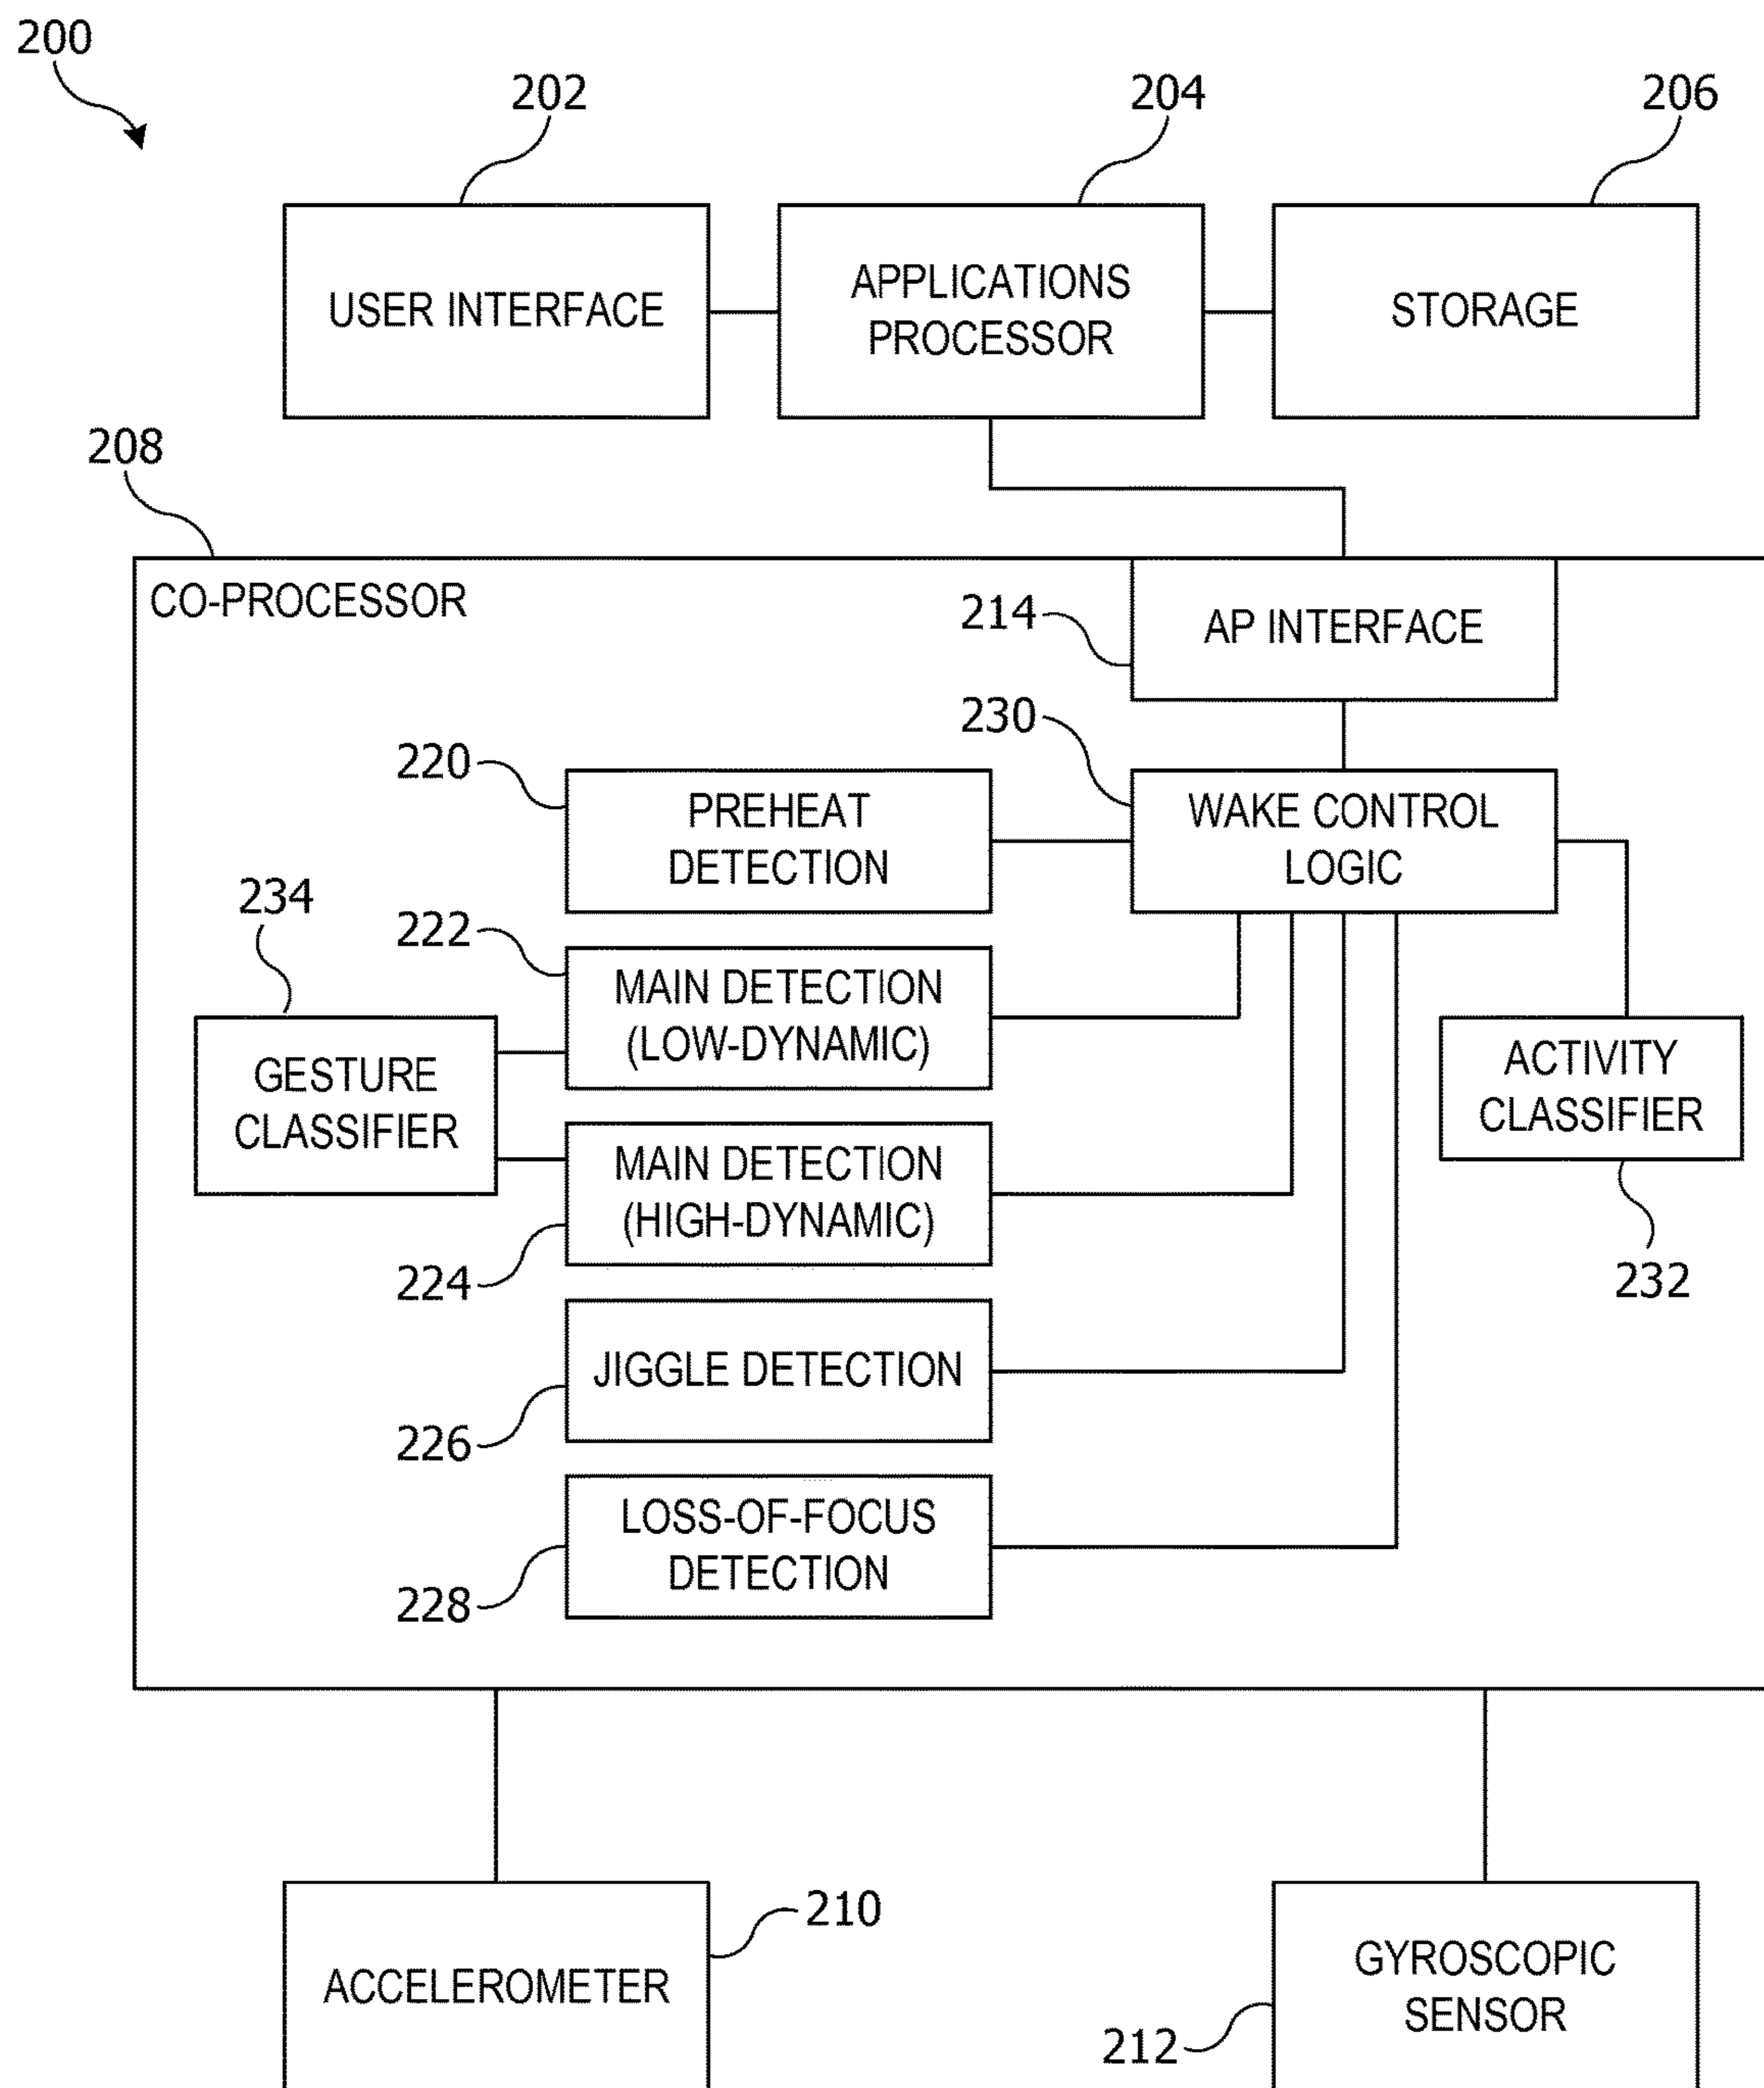 200
202
204
206
USER INTERFACE
APPLICATIONS
PROCESSOR
STORAGE
208
CO-PROCESSOR
214
AP INTERFACE
230
220
PREHEAT
DETECTION
WAKE CONTROL
LOGIC
234
222
MAIN DETECTION
(LOW-DYNAMIC)
GESTURE
CLASSIFIER
ACTIVITY
CLASSIFIER
MAIN DETECTION
(HIGH-DYNAMIC)
224
232
JIGGLE DETECTION
226
LOSS-OF-FOCUS
DETECTION
228
210
ACCELEROMETER
GYROSCOPIC
SENSOR
212